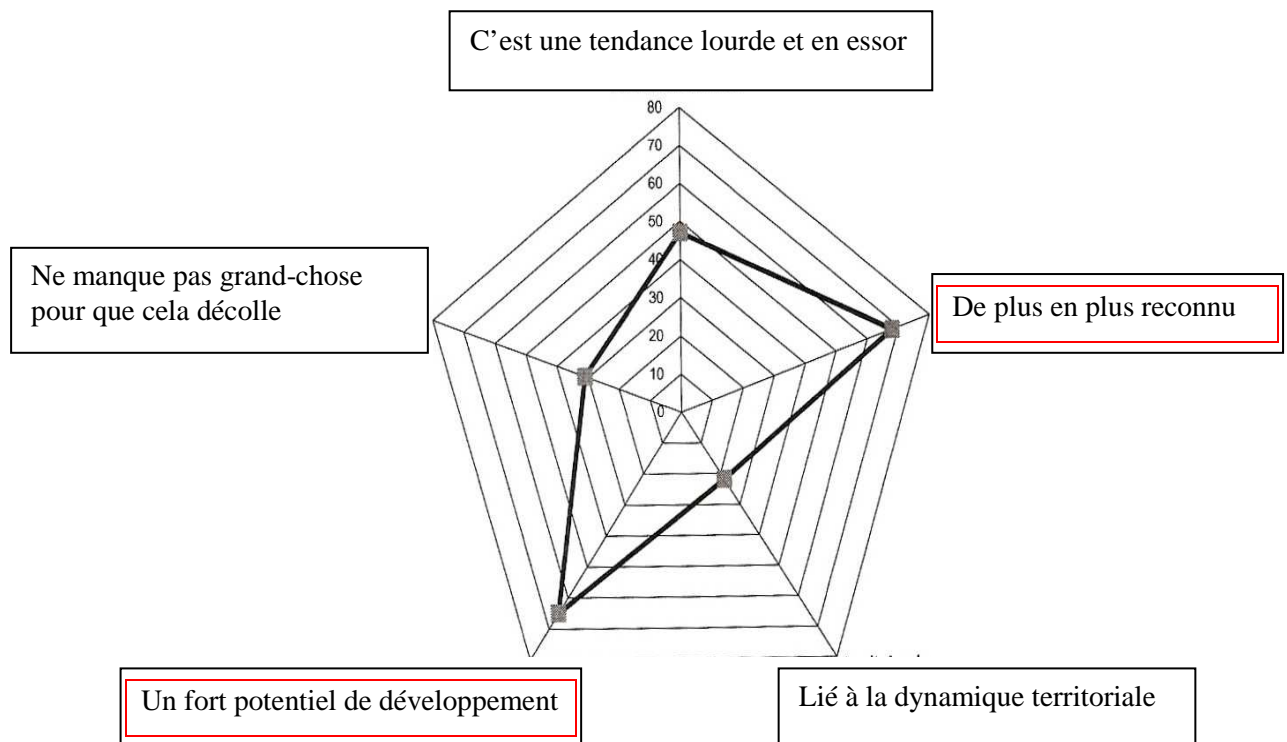 C’est une tendance lourde et en essor
80
70
60
50
40
30
20
10
0
Ne manque pas grand-chose
pour que cela décolle
De plus en plus reconnu
Un fort potentiel de développement
Lié à la dynamique territoriale